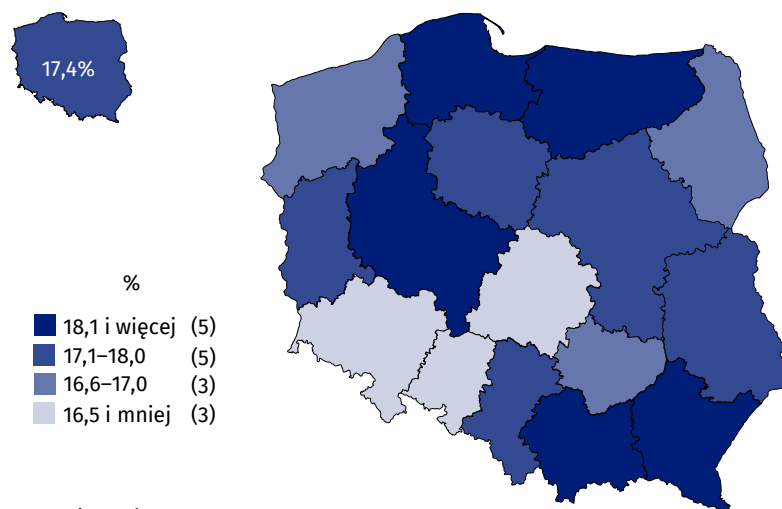 17,4%
%
18,1 i więcej (5)
17,1–18,0 (5)
16,6–17,0 (3)
16,5 i mniej (3)